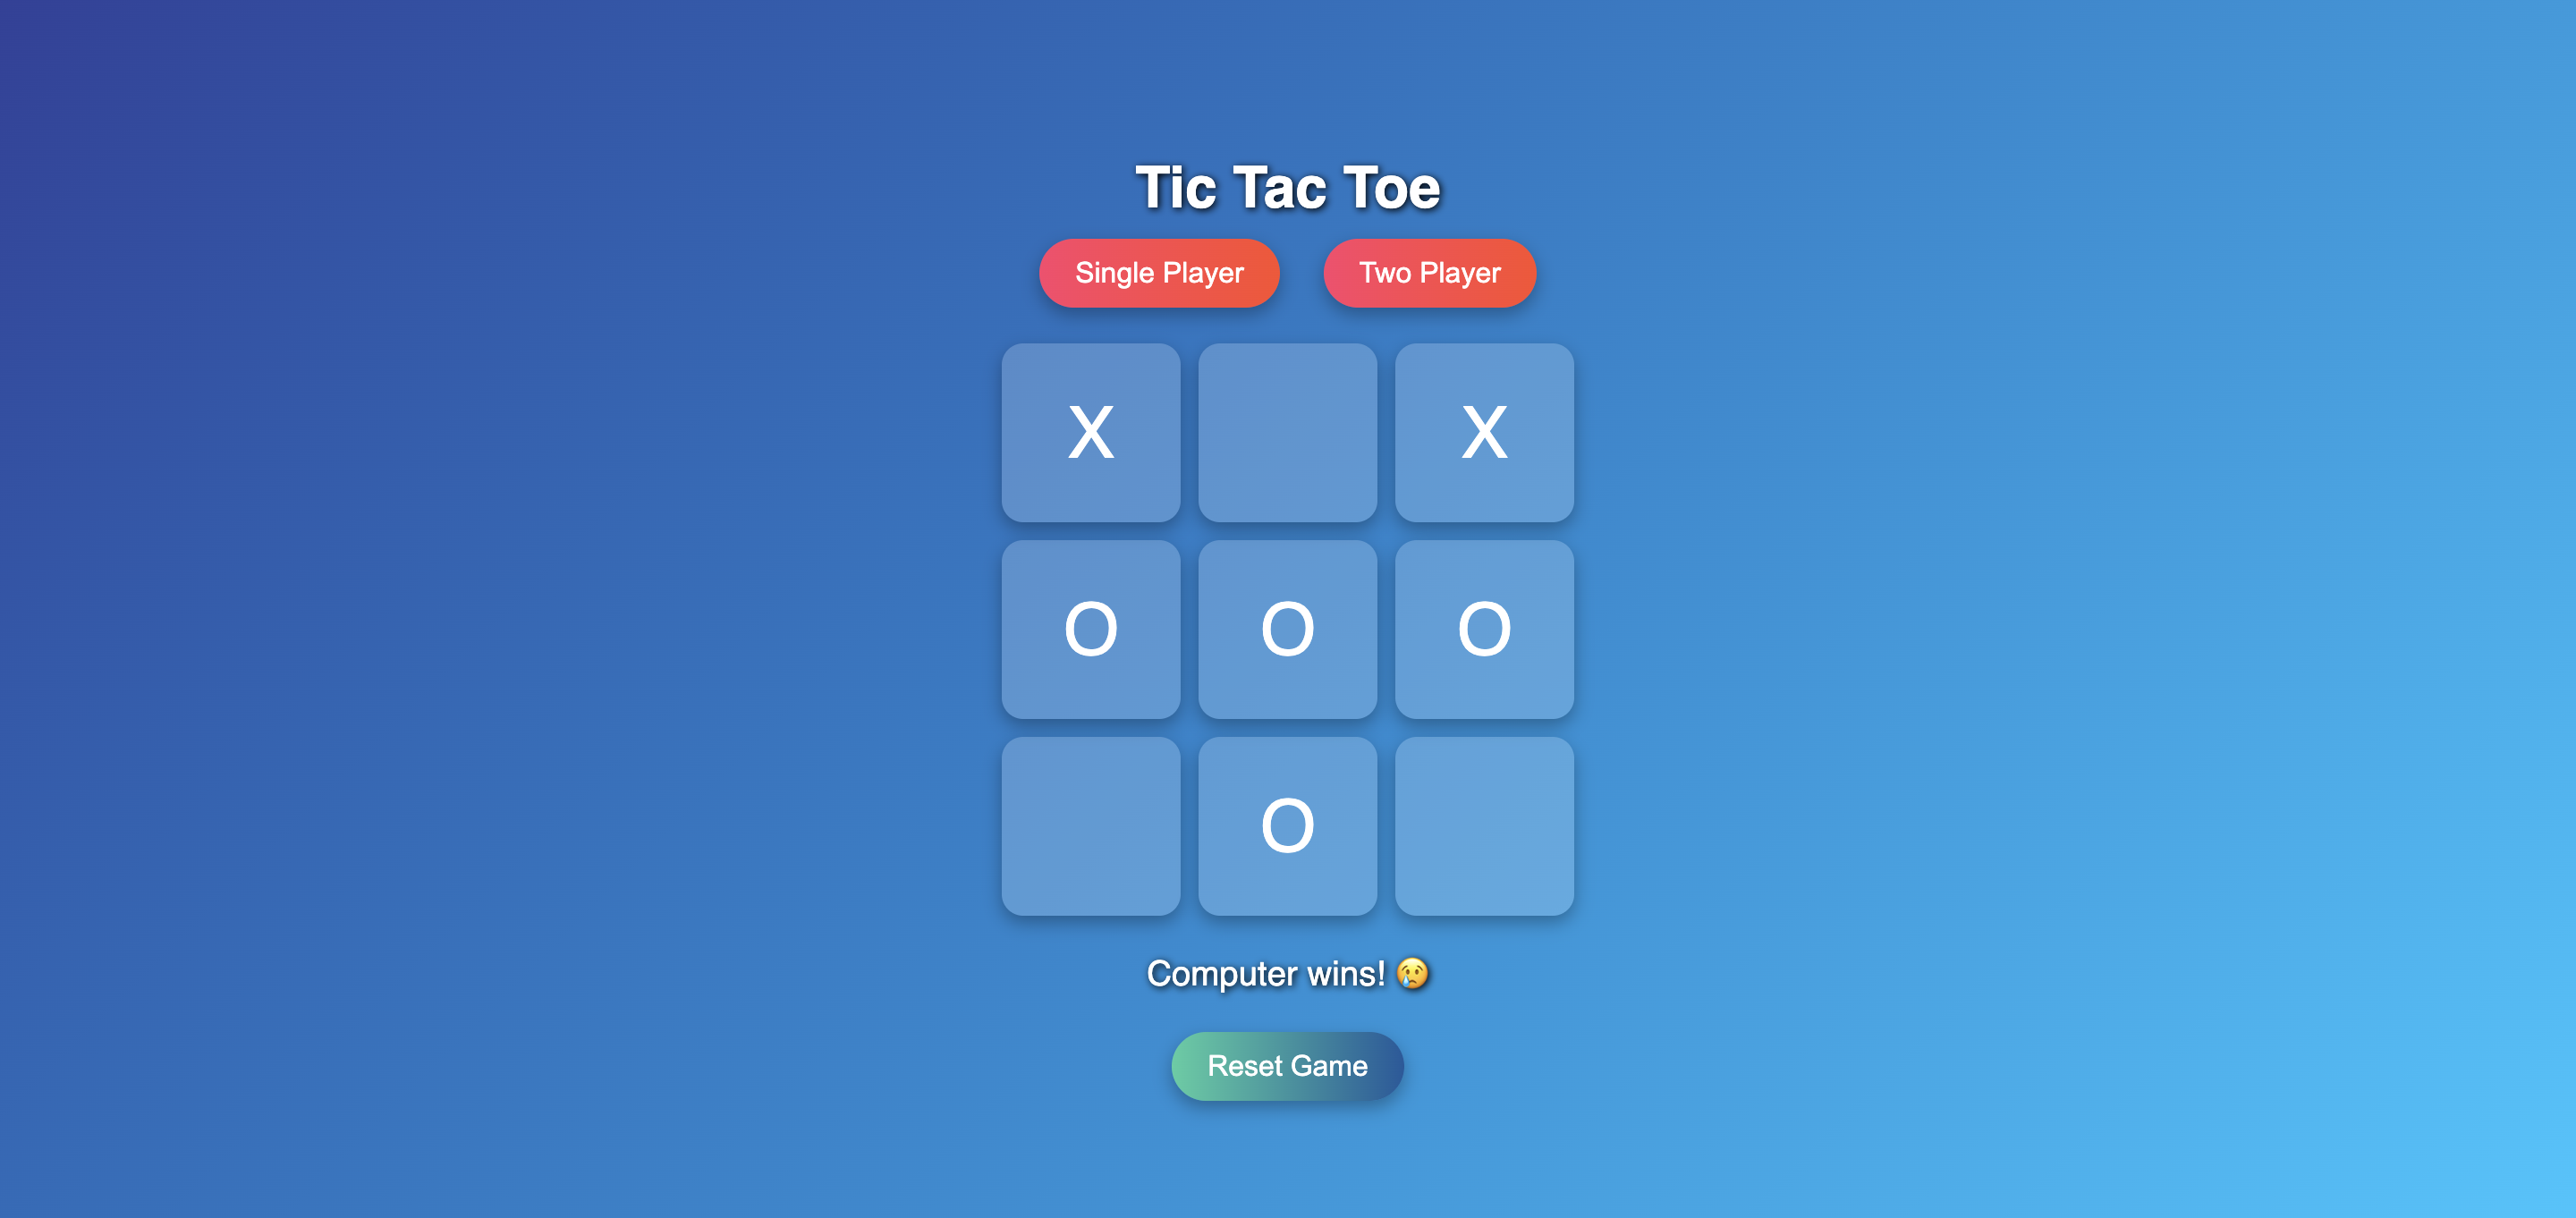 Tic Tac Toe
Single Player Two Player
X X
O O O
O
Computer wins! 😢
Reset Game